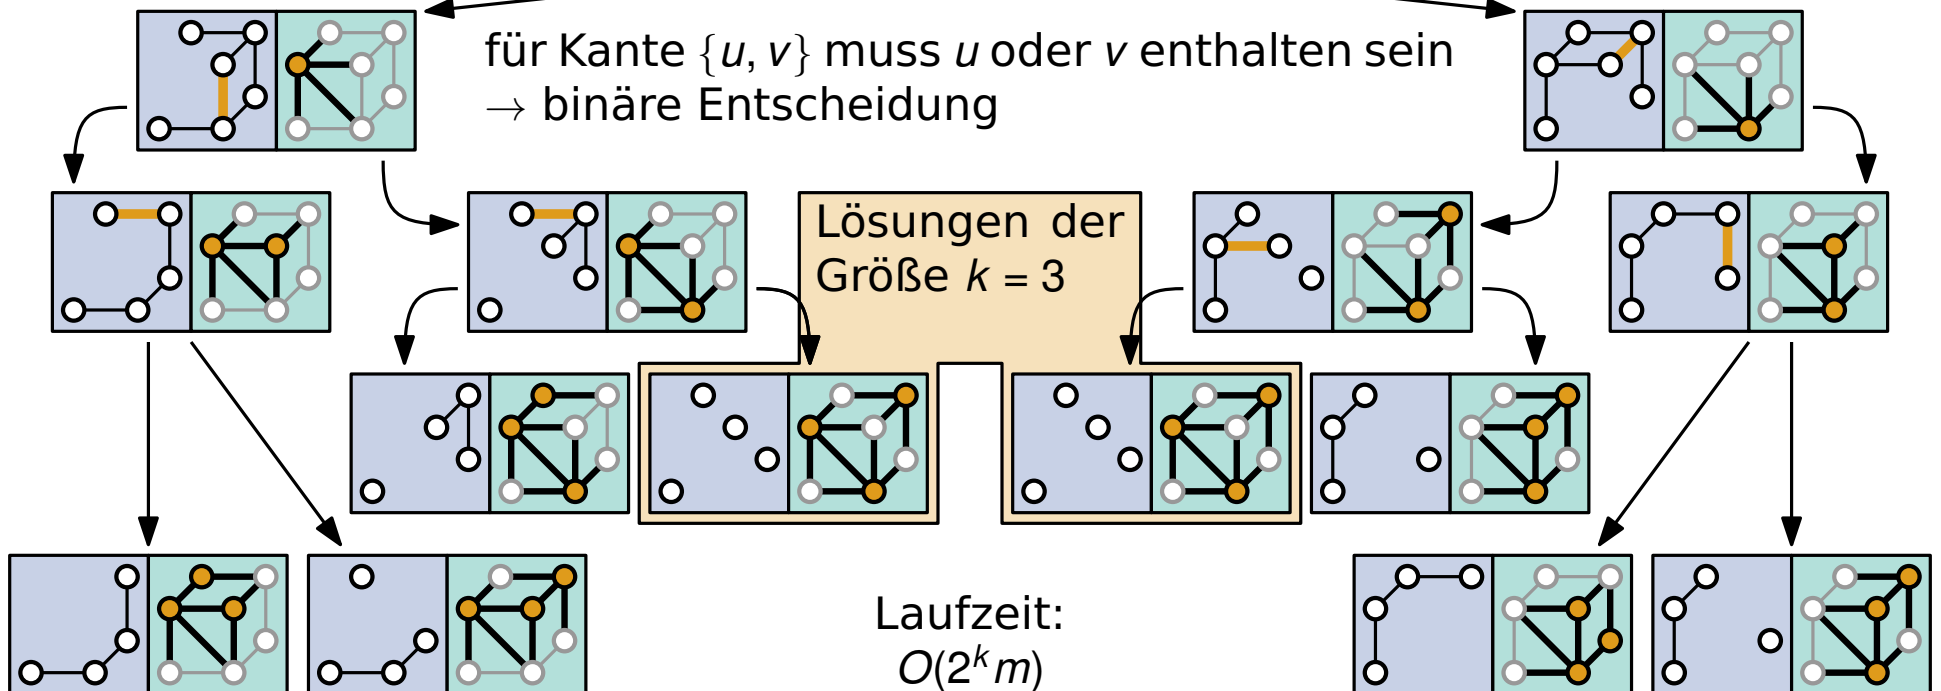 für Kante {u, v} muss u oder v enthalten sein
→ binäre Entscheidung
Lösungen der
Größe k = 3
Laufzeit:
O(2^k m)